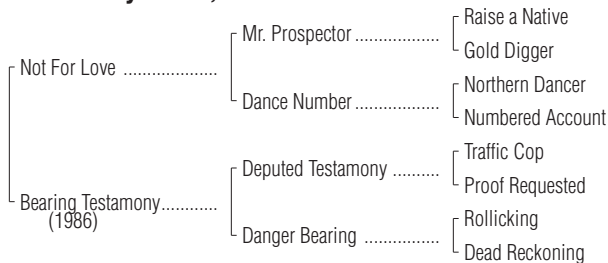 Raise a Native
Mr. Prospector ..................
Gold Digger
Not For Love ....................
Northern Dancer
Dance Number..................
Numbered Account
Traffic Cop
Deputed Testamony ..........
Proof Requested
Bearing Testamony............
(1986)
Rollicking
Danger Bearing ................
Dead Reckoning